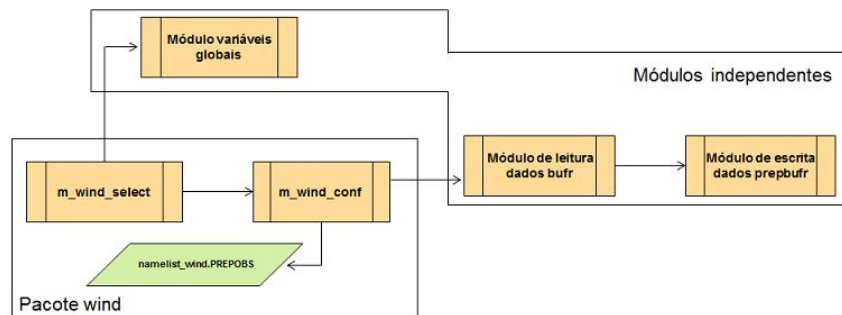 Módulo variáveis
globais
Módulos independentes
m_wind_select
m_wind_conf
Módulo de leitura
dados bufr
Módulo de escrita
dados prepbufr
namelist_wind.PREPOBS
Pacote wind